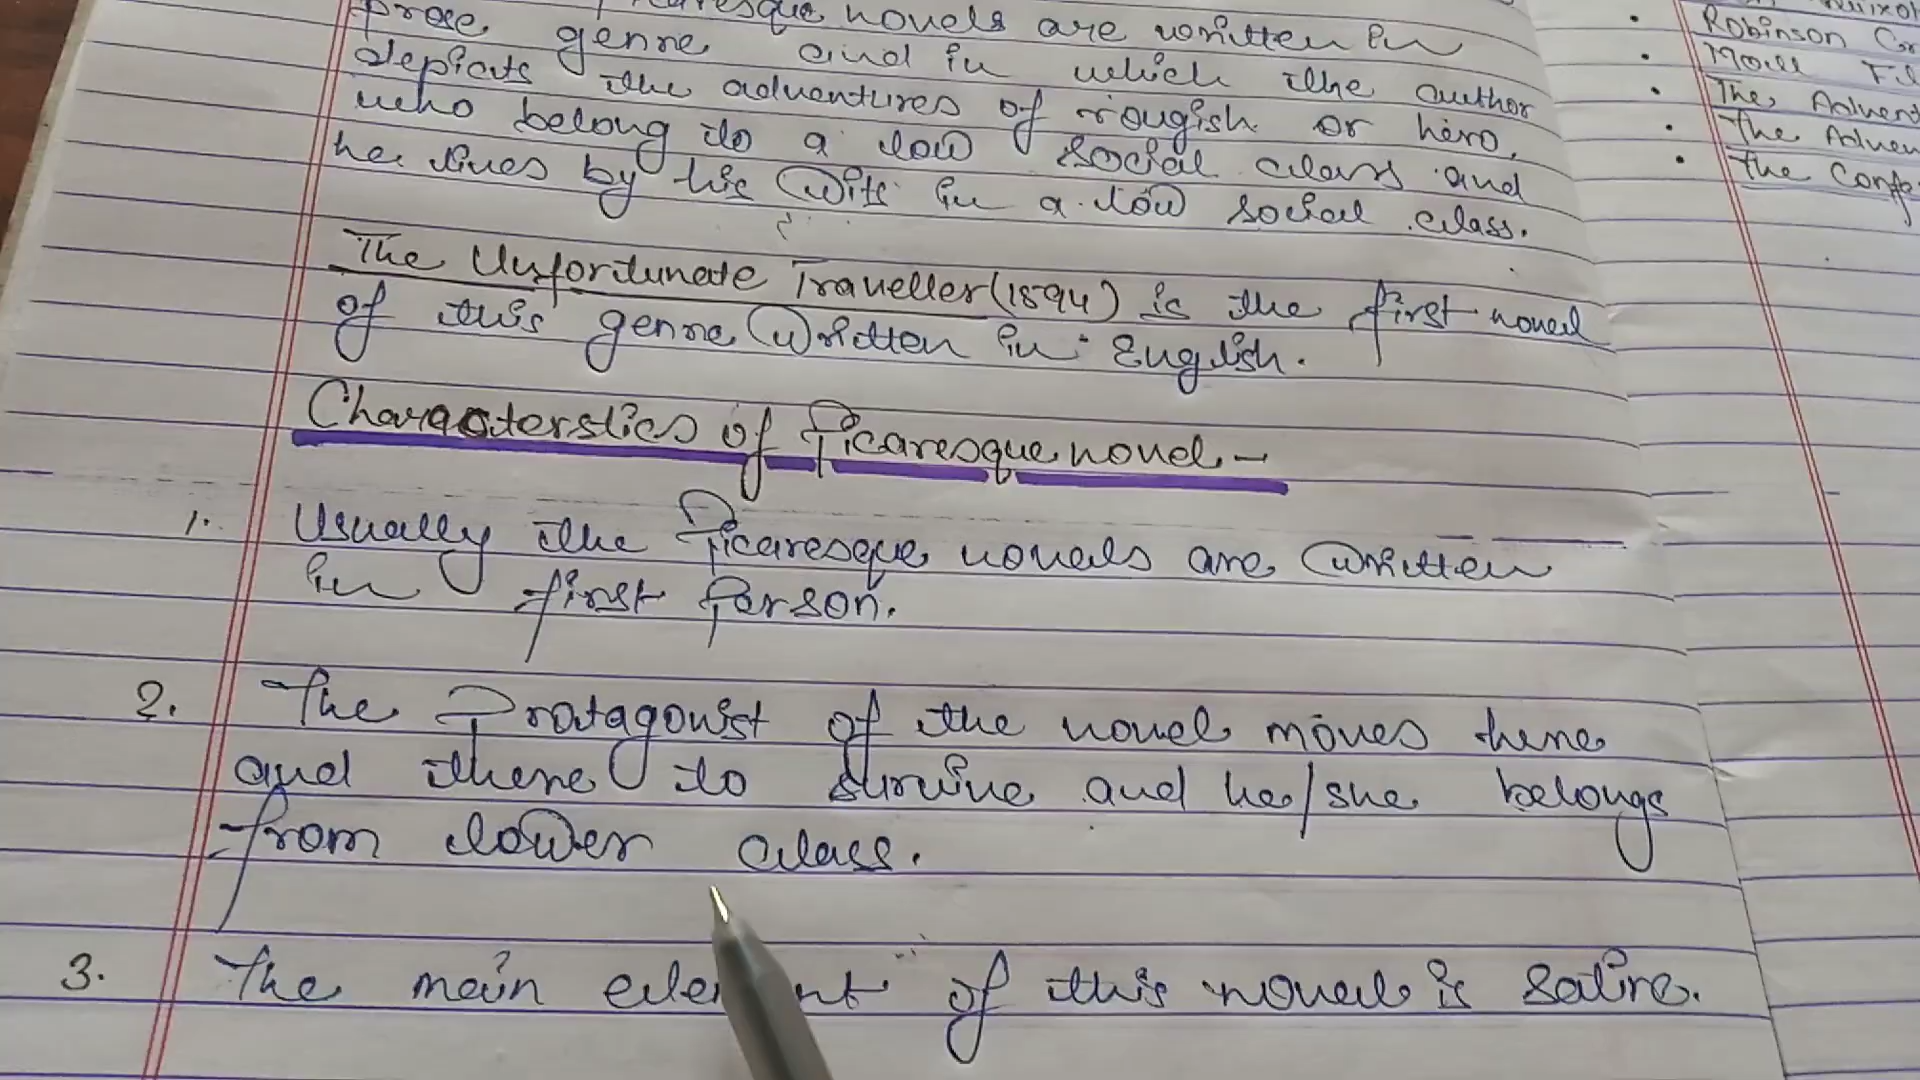 picaresque novels are written in
prose genre and in which the author
depicts the adventures of rougish or hero,
who belong to a low social class and
he lives by his wits in a low social class.
The Unfortunate Traveller (1594) is the first novel
of this genre written in English.
Characterstics of Picaresque novel -
1. Usually the Picaresque novels are written
in first person.
2. The Protagonist of the novel moves here
and there to survive and he/she belongs
from lower class.
3. The main element of this novel is satire.
Robinson
Moll
The
The
The